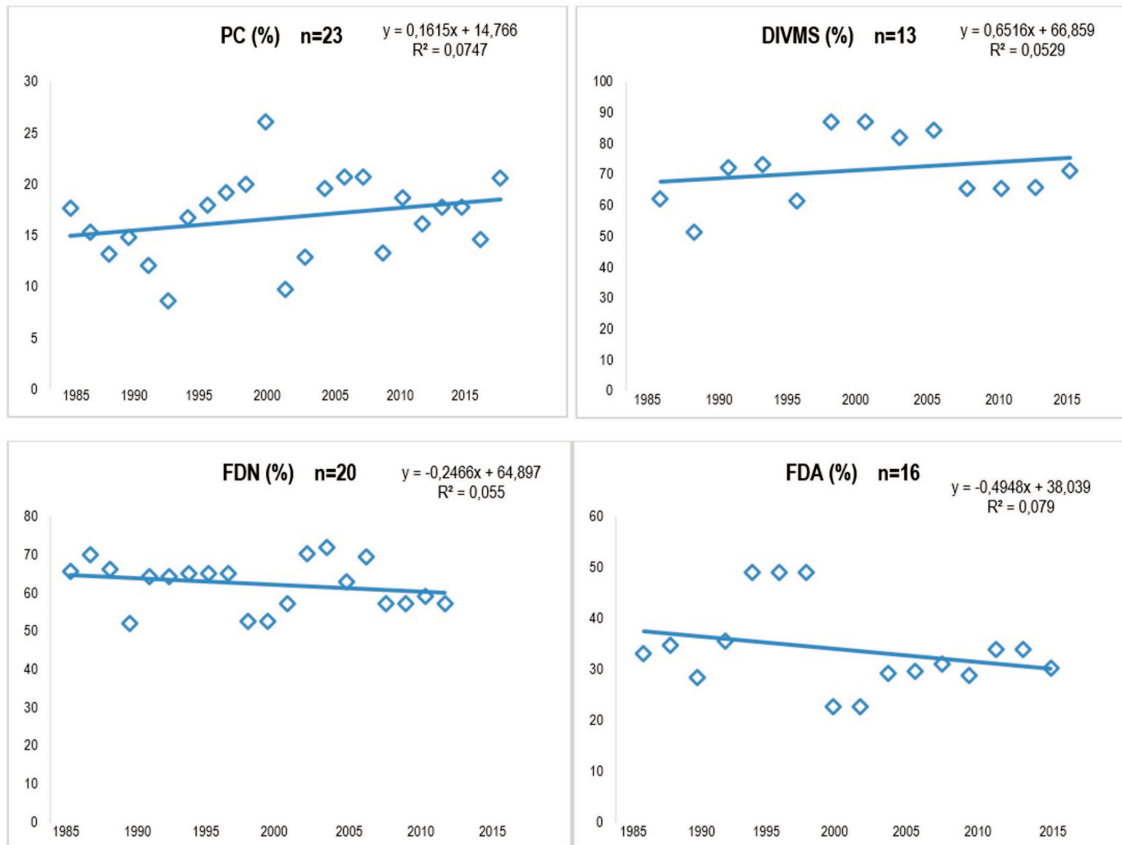 PC (%) n=23
y = 0,1615x + 14,766
R² = 0,0747
30
25
20
15
10
5
0
1985 1990 1995 2000 2005 2010 2015
DIVMS (%) n=13
y = 0,6516x + 66,859
R² = 0,0529
100
90
80
70
60
50
40
30
20
10
0
1985 1990 1995 2000 2005 2010 2015
FDN (%) n=20
y = -0,2466x + 64,897
R² = 0,055
80
70
60
50
40
30
20
10
0
1985 1990 1995 2000 2005 2010 2015
FDA (%) n=16
y = -0,4948x + 38,039
R² = 0,079
60
50
40
30
20
10
0
1985 1990 1995 2000 2005 2010 2015